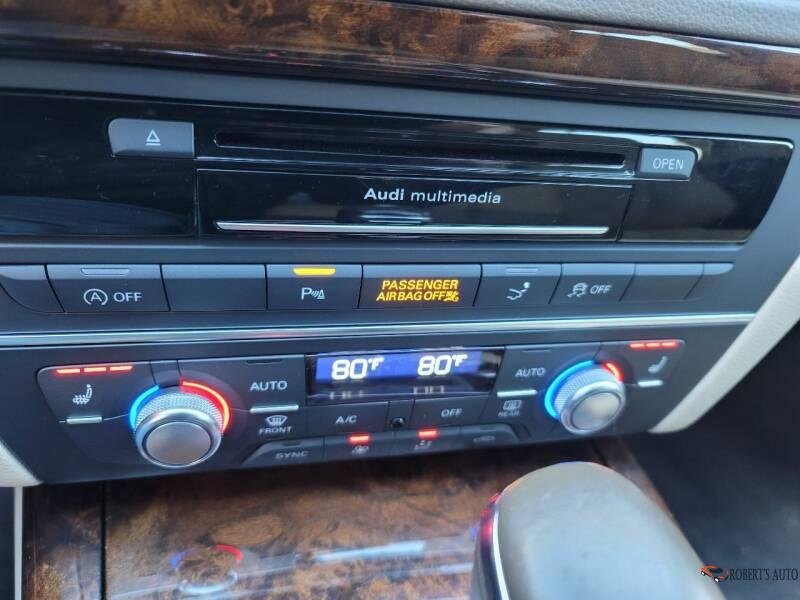 OPEN
Audi multimedia
A OFF
P
PASSENGER
AIRBAG OFF
OFF
80°F 80°F
AUTO
AUTO
A/C
OFF
FRONT
REAR
SYNC
ROBERT'S AUTO